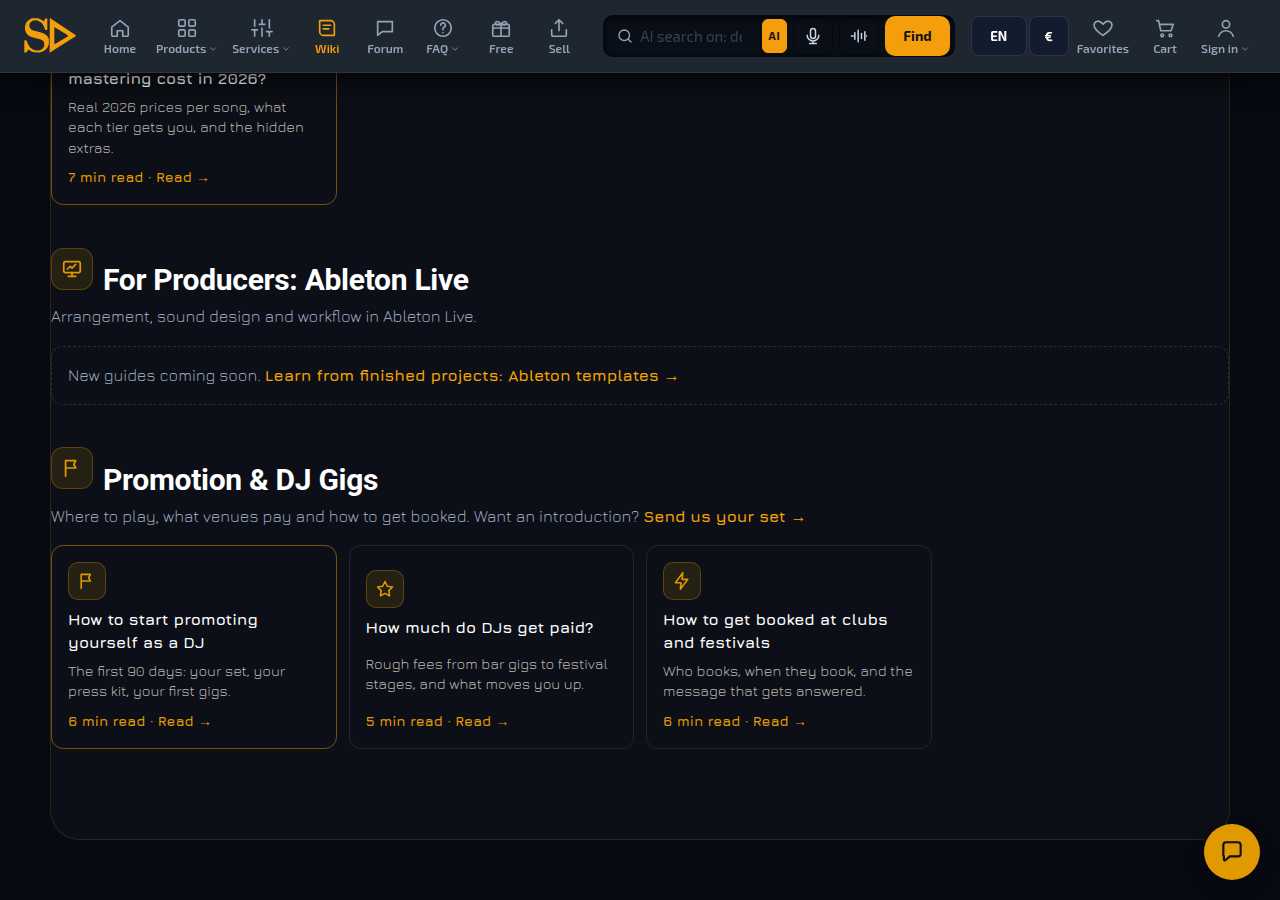 SD
Home
Products
Services
Wiki
Forum
FAQ
Free
Sell
AI search on: de
AI
Find
EN
€
Favorites
Cart
Sign in
mastering cost in 2026?
Real 2026 prices per song, what
each tier gets you, and the hidden
extras.
7 min read · Read →
For Producers: Ableton Live
Arrangement, sound design and workflow in Ableton Live.
New guides coming soon. Learn from finished projects: Ableton templates →
Promotion & DJ Gigs
Where to play, what venues pay and how to get booked. Want an introduction? Send us your set →
How to start promoting
yourself as a DJ
The first 90 days: your set, your
press kit, your first gigs.
6 min read · Read →
How much do DJs get paid?
Rough fees from bar gigs to festival
stages, and what moves you up.
5 min read · Read →
How to get booked at clubs
and festivals
Who books, when they book, and the
message that gets answered.
6 min read · Read →